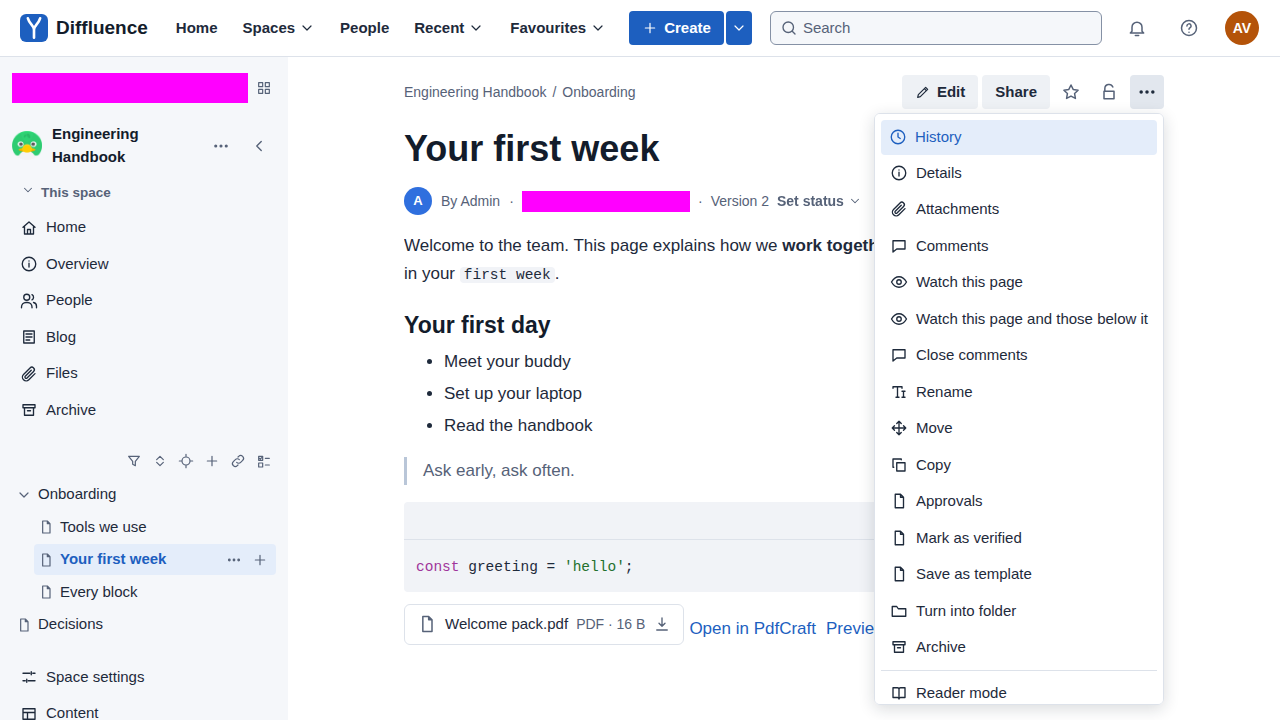 Diffluence Home Spaces People Recent Favourites Create Search AV
Engineering Handbook / Onboarding Edit Share
Engineering
Handbook
This space
Home
Overview
People
Blog
Files
Archive
Onboarding
Tools we use
Your first week
Every block
Decisions
Space settings
Content
Your first week
A By Admin · · Version 2 Set status
Welcome to the team. This page explains how we work
in your first week.
Your first day
Meet your buddy
Set up your laptop
Read the handbook
Ask early, ask often.
const greeting = 'hello';
Welcome pack.pdf PDF · 16 B Open in PdfCraft
History
Details
Attachments
Comments
Watch this page
Watch this page and those below it
Close comments
Rename
Move
Copy
Approvals
Mark as verified
Save as template
Turn into folder
Archive
Reader mode